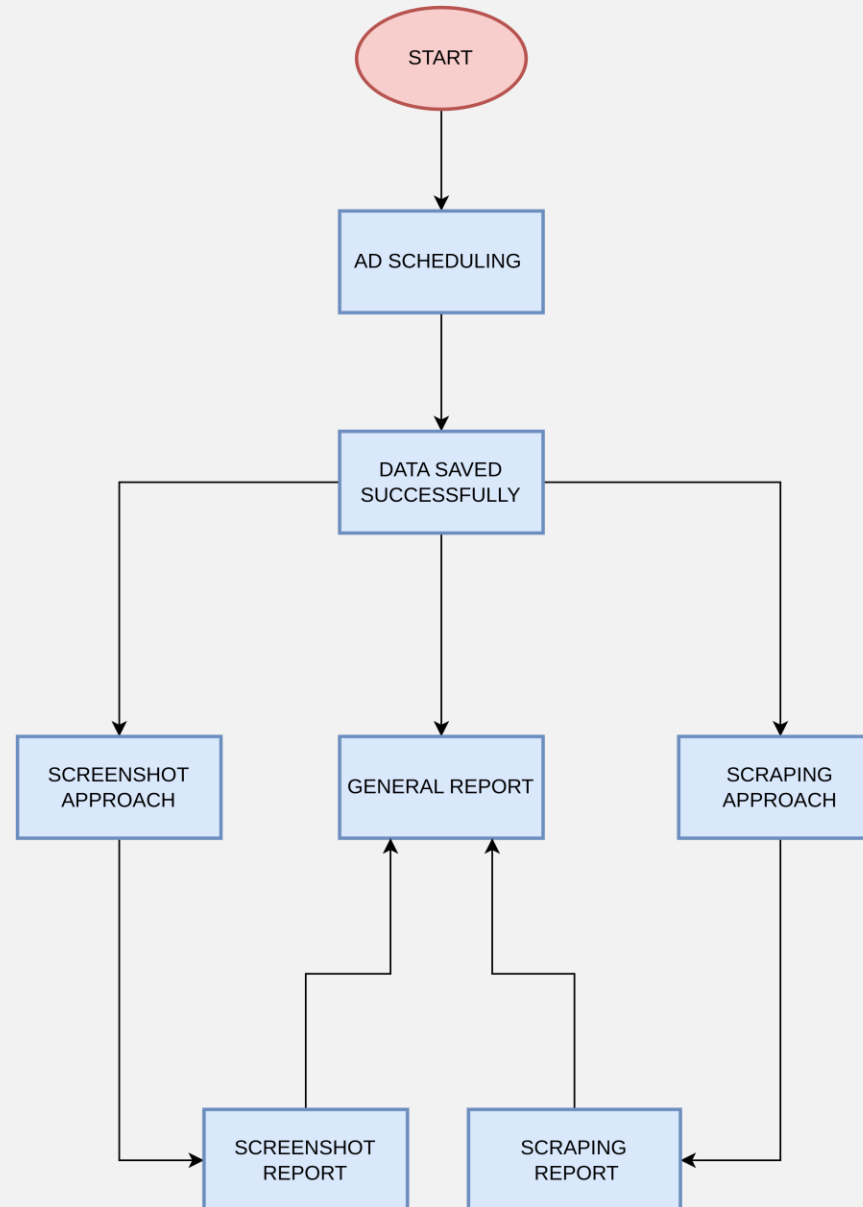 START
AD SCHEDULING
DATA SAVED
SUCCESSFULLY
SCREENSHOT
APPROACH
GENERAL REPORT
SCRAPING
APPROACH
SCREENSHOT
REPORT
SCRAPING
REPORT